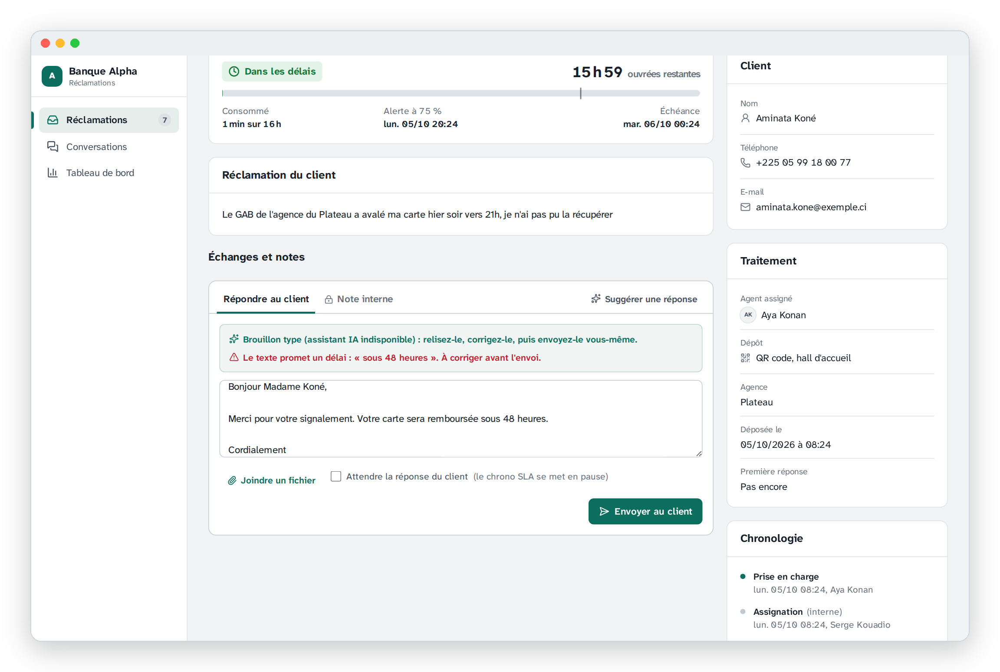 A
Banque Alpha
Réclamations
Réclamations 7
Conversations
Tableau de bord
Dans les délais
15 h 59 ouvrées restantes
Consommé
1 min sur 16 h
Alerte à 75 %
lun. 05/10 20:24
Échéance
mar. 06/10 00:24
Réclamation du client
Le GAB de l'agence du Plateau a avalé ma carte hier soir vers 21h, je n'ai pas pu la récupérer
Échanges et notes
Répondre au client
Note interne
Suggérer une réponse
Brouillon type (assistant IA indisponible) : relisez-le, corrigez-le, puis envoyez-le vous-même.
Le texte promet un délai : « sous 48 heures ». À corriger avant l'envoi.
Bonjour Madame Koné,
Merci pour votre signalement. Votre carte sera remboursée sous 48 heures.
Cordialement
Joindre un fichier
Attendre la réponse du client (le chrono SLA se met en pause)
Envoyer au client
Client
Nom
Aminata Koné
Téléphone
+225 05 99 18 00 77
E-mail
aminata.kone@exemple.ci
Traitement
Agent assigné
AK Aya Konan
Dépôt
QR code, hall d'accueil
Agence
Plateau
Déposée le
05/10/2026 à 08:24
Première réponse
Pas encore
Chronologie
Prise en charge
lun. 05/10 08:24, Aya Konan
Assignation (interne)
lun. 05/10 08:24, Serge Kouadio